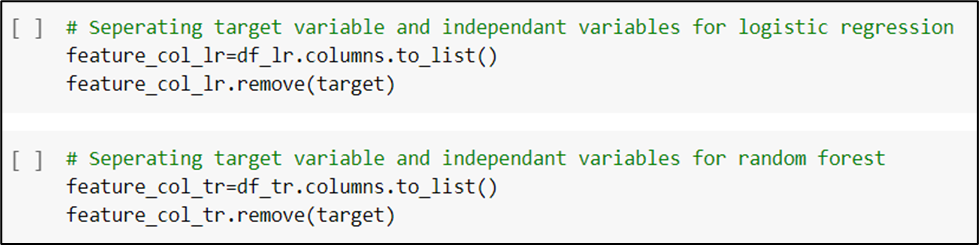 [ ] # Seperating target variable and independant variables for logistic regression
feature_col_lr=df_lr.columns.to_list()
feature_col_lr.remove(target)
[ ] # Seperating target variable and independant variables for random forest
feature_col_tr=df_tr.columns.to_list()
feature_col_tr.remove(target)